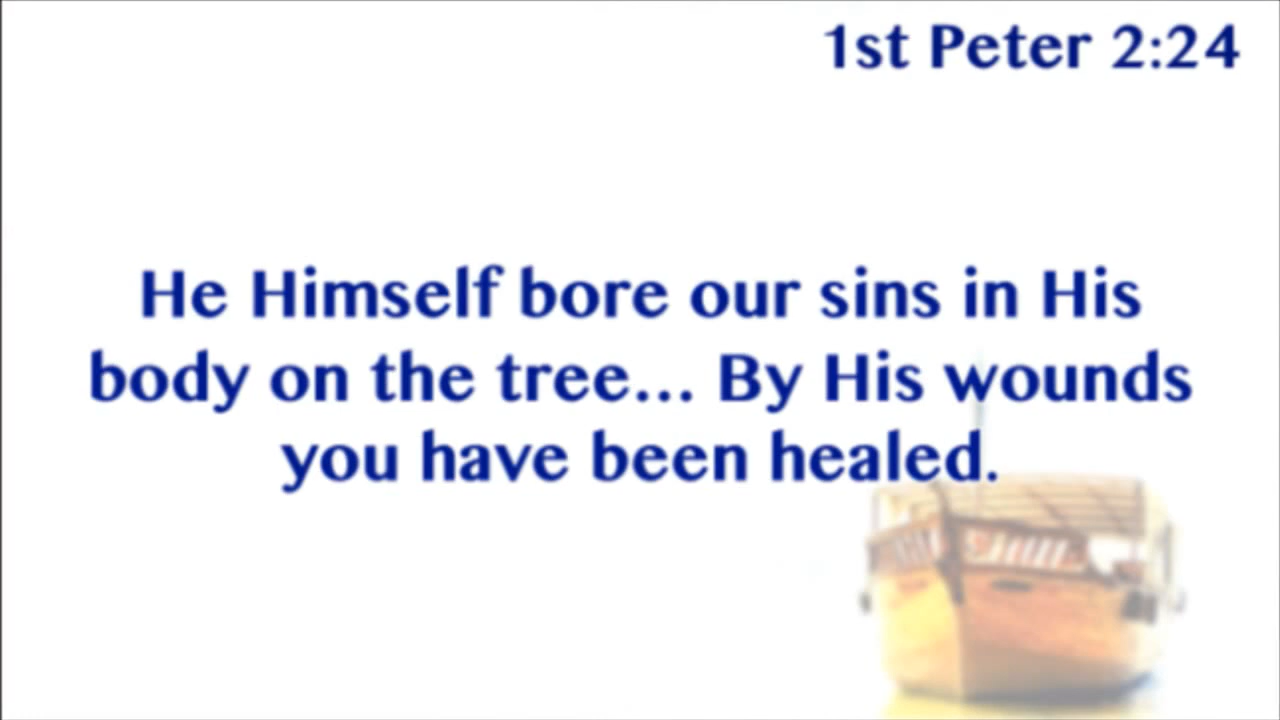 1st Peter 2:24
He Himself bore our sins in His
body on the tree... By His wounds
you have been healed.